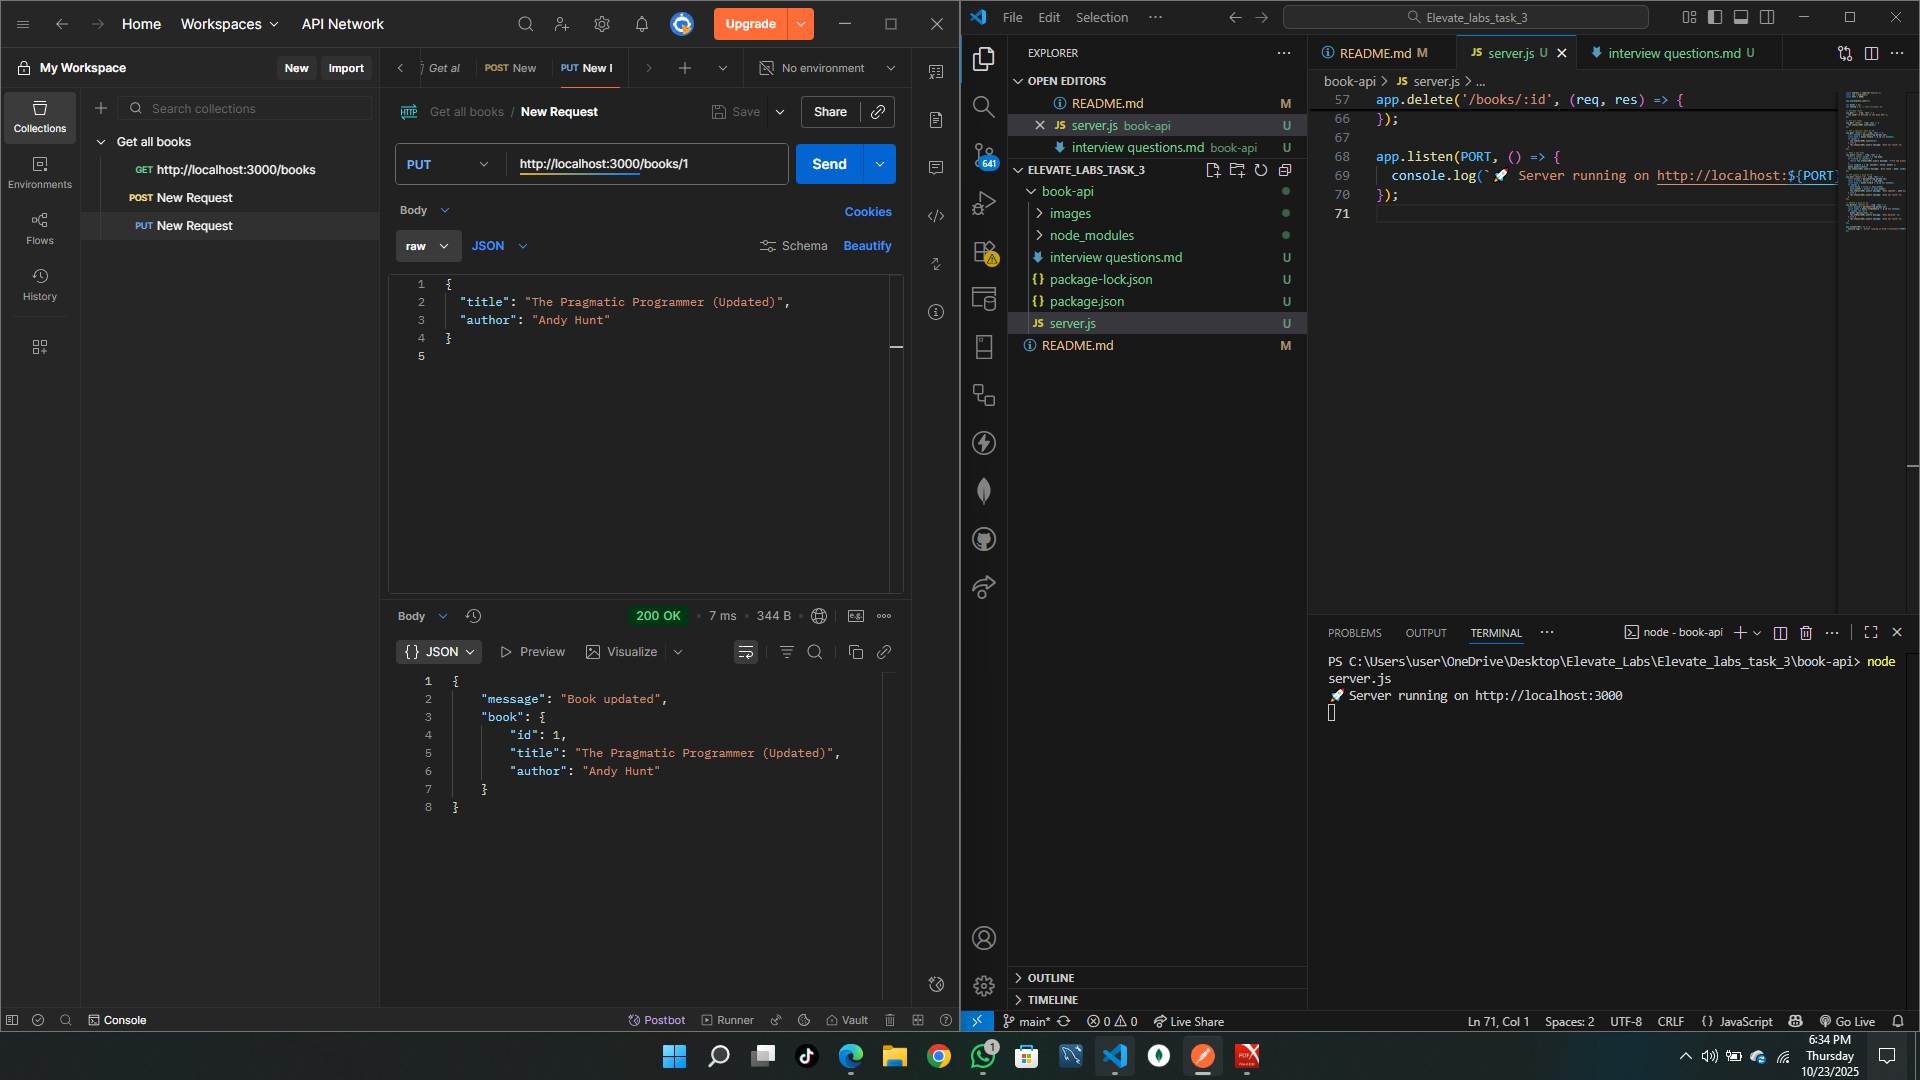 Home
Workspaces
API Network
Upgrade
My Workspace
New
Import
Get al
POST New
PUT New I
No environment
Search collections
Collections
Environments
Flows
History
Get all books
GET http://localhost:3000/books
POST New Request
PUT New Request
Get all books / New Request
Save
Share
PUT
http://localhost:3000/books/1
Send
Body
Cookies
raw
JSON
Schema
Beautify
1 {
2 "title": "The Pragmatic Programmer (Updated)",
3 "author": "Andy Hunt"
4 }
5
Body
200 OK
7 ms
344 B
e.g.
{} JSON
Preview
Visualize
1 {
2 "message": "Book updated",
3 "book": {
4 "id": 1,
5 "title": "The Pragmatic Programmer (Updated)",
6 "author": "Andy Hunt"
7 }
8 }
Console
Postbot
Runner
Vault
File
Edit
Selection
Elevate_labs_task_3
EXPLORER
OPEN EDITORS
README.md M
server.js book-api U
interview questions.md book-api U
641
ELEVATE_LABS_TASK_3
book-api
images
node_modules
interview questions.md U
package-lock.json U
package.json U
server.js U
README.md M
OUTLINE
TIMELINE
README.md M
JS server.js U
interview questions.md U
book-api > JS server.js > ...
57 app.delete('/books/:id', (req, res) => {
66 });
67
68 app.listen(PORT, () => {
69 console.log(`🚀 Server running on http://localhost:${PORT}
70 });
71
PROBLEMS
OUTPUT
TERMINAL
node - book-api
PS C:\Users\user\OneDrive\Desktop\Elevate_Labs\Elevate_labs_task_3\book-api> node
server.js
🚀 Server running on http://localhost:3000
main*
0
0
Live Share
Ln 71, Col 1
Spaces: 2
UTF-8
CRLF
{} JavaScript
Go Live
1
6:34 PM
Thursday
10/23/2025